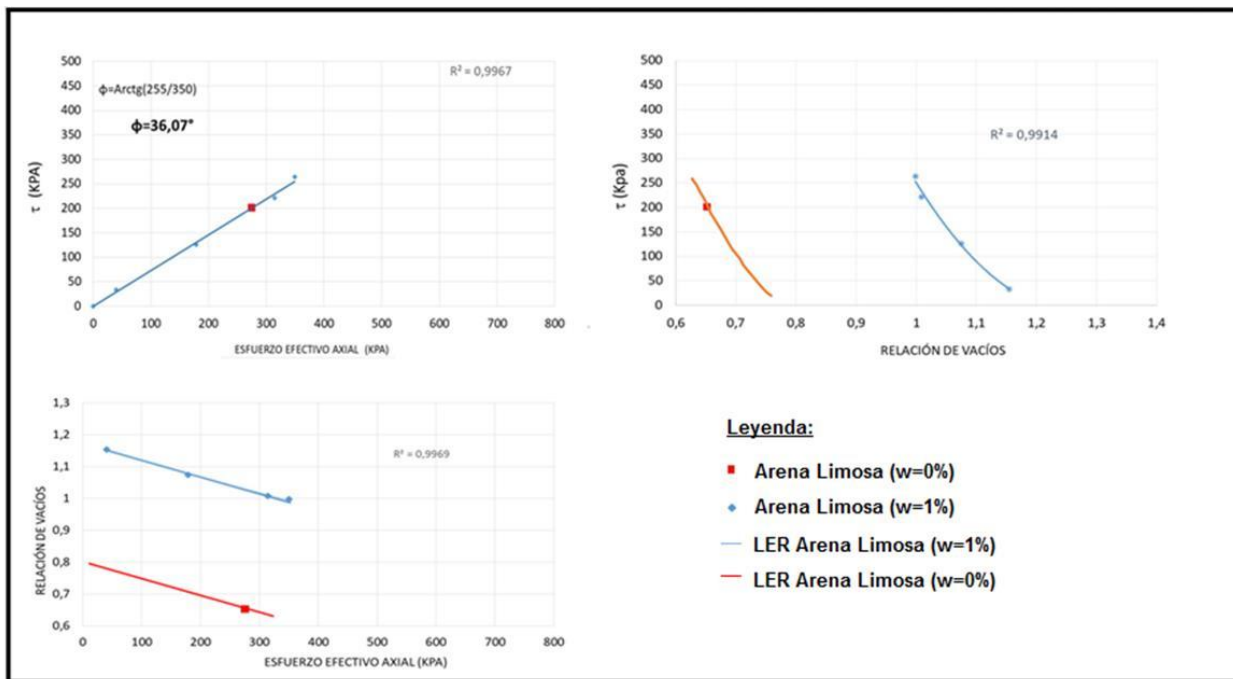 500
450
400
350
300
250
200
150
100
50
0
τ (KPA)
ϕ=Arctg(255/350)
ϕ=36,07°
R² = 0,9967
0 100 200 300 400 500 600 700 800
ESFUERZO EFECTIVO AXIAL (KPA)
500
450
400
350
300
250
200
150
100
50
0
τ (Kpa)
R² = 0,9914
0,6 0,7 0,8 0,9 1 1,1 1,2 1,3 1,4
RELACIÓN DE VACÍOS
1,3
1,2
1,1
1
0,9
0,8
0,7
0,6
RELACIÓN DE VACÍOS
R² = 0,9969
0 100 200 300 400 500 600 700 800
ESFUERZO EFECTIVO AXIAL (KPA)
Leyenda:
Arena Limosa (w=0%)
Arena Limosa (w=1%)
LER Arena Limosa (w=1%)
LER Arena Limosa (w=0%)